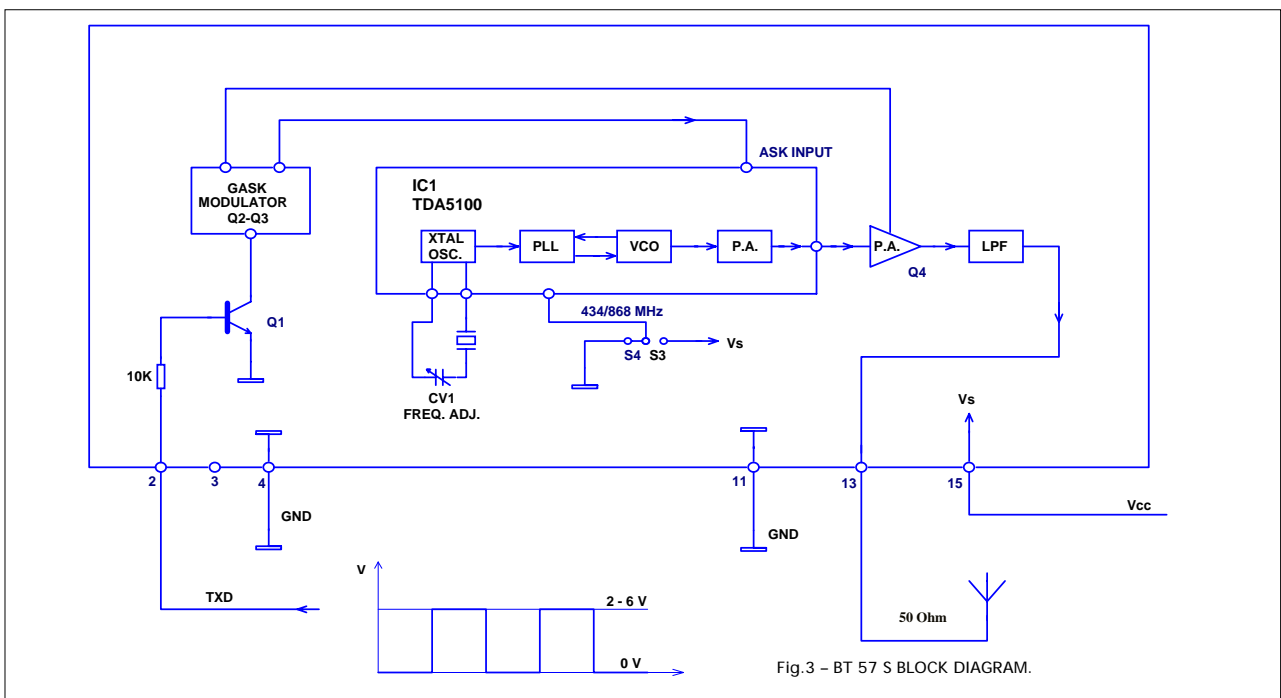 ASK INPUT
GASK
MODULATOR
Q2-Q3
IC1
TDA5100
XTAL
OSC.
PLL
VCO
P.A.
P.A.
LPF
Q4
Q1
434/868 MHz
S4
S3
Vs
10K
CV1
FREQ. ADJ.
Vs
2
3
4
11
13
15
GND
GND
Vcc
TXD
V
2 - 6 V
0 V
50 Ohm
Fig.3 – BT 57 S BLOCK DIAGRAM.